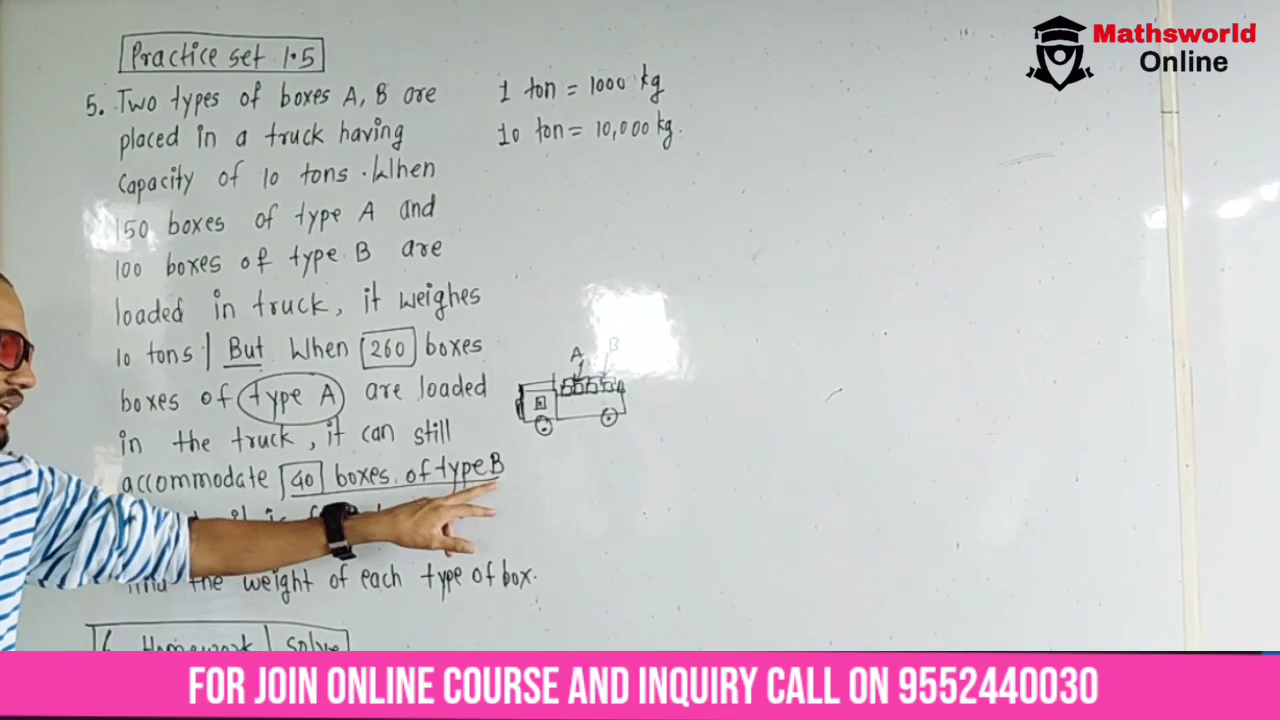 Practice set 1.5
5. Two types of boxes A, B are
placed in a truck having
Capacity of 10 tons. When
150 boxes of type A and
100 boxes of type B are
loaded in truck, it weighes
10 tons | But When 260 boxes
boxes of type A are loaded
in the truck, it can still
accommodate 40 boxes of type B
the weight of each type of box.
6. Homework | solve
1 ton = 1000 kg
10 ton = 10,000 kg.
A B
Mathsworld
Online
FOR JOIN ONLINE COURSE AND INQUIRY CALL ON 9552440030